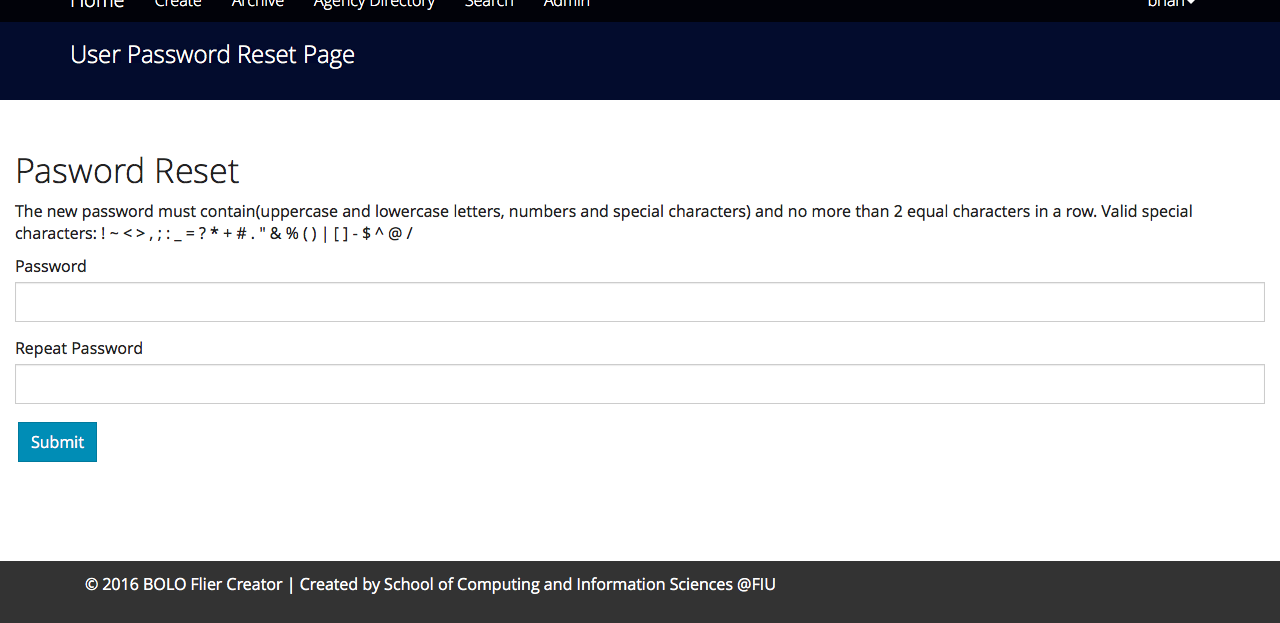 Home Create Archive Agency Directory Search Admin brian
User Password Reset Page
Pasword Reset
The new password must contain(uppercase and lowercase letters, numbers and special characters) and no more than 2 equal characters in a row. Valid special
characters: ! ~ < > , ; : _ = ? * + # . " & % ( ) | [ ] - $ ^ @ /
Password
Repeat Password
Submit
© 2016 BOLO Flier Creator | Created by School of Computing and Information Sciences @FIU